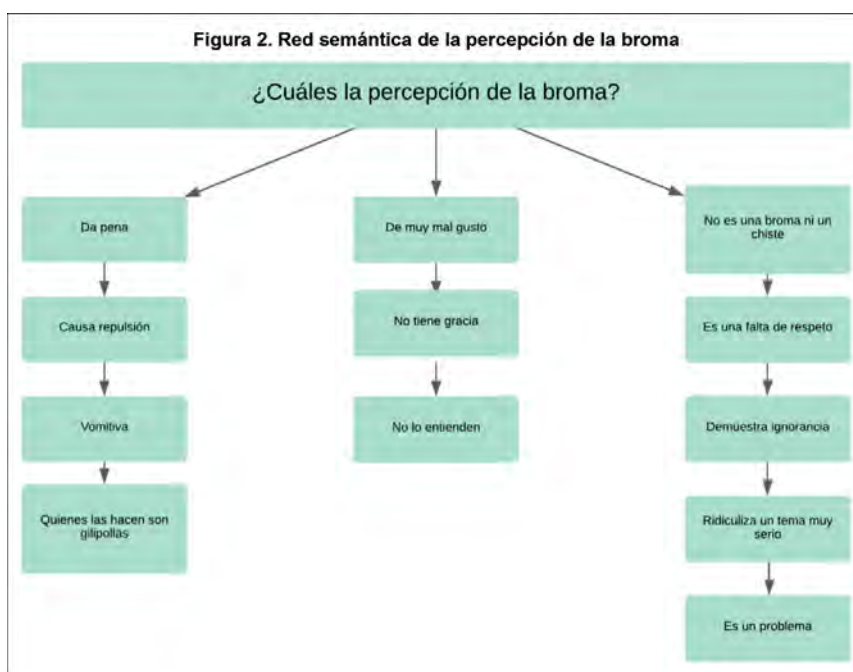 Figura 2. Red semántica de la percepción de la broma
¿Cuáles la percepción de la broma?
Da pena
Causa repulsión
Vomitiva
Quienes las hacen son
gilipollas
De muy mal gusto
No tiene gracia
No lo entienden
No es una broma ni un
chiste
Es una falta de respeto
Demuestra ignorancia
Ridiculiza un tema muy
serio
Es un problema